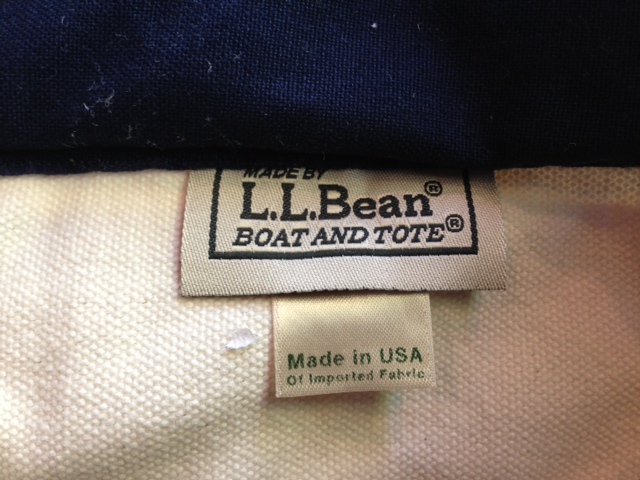 MADE BY
L.L.Bean®
BOAT AND TOTE®
Made in USA
Of Imported Fabric